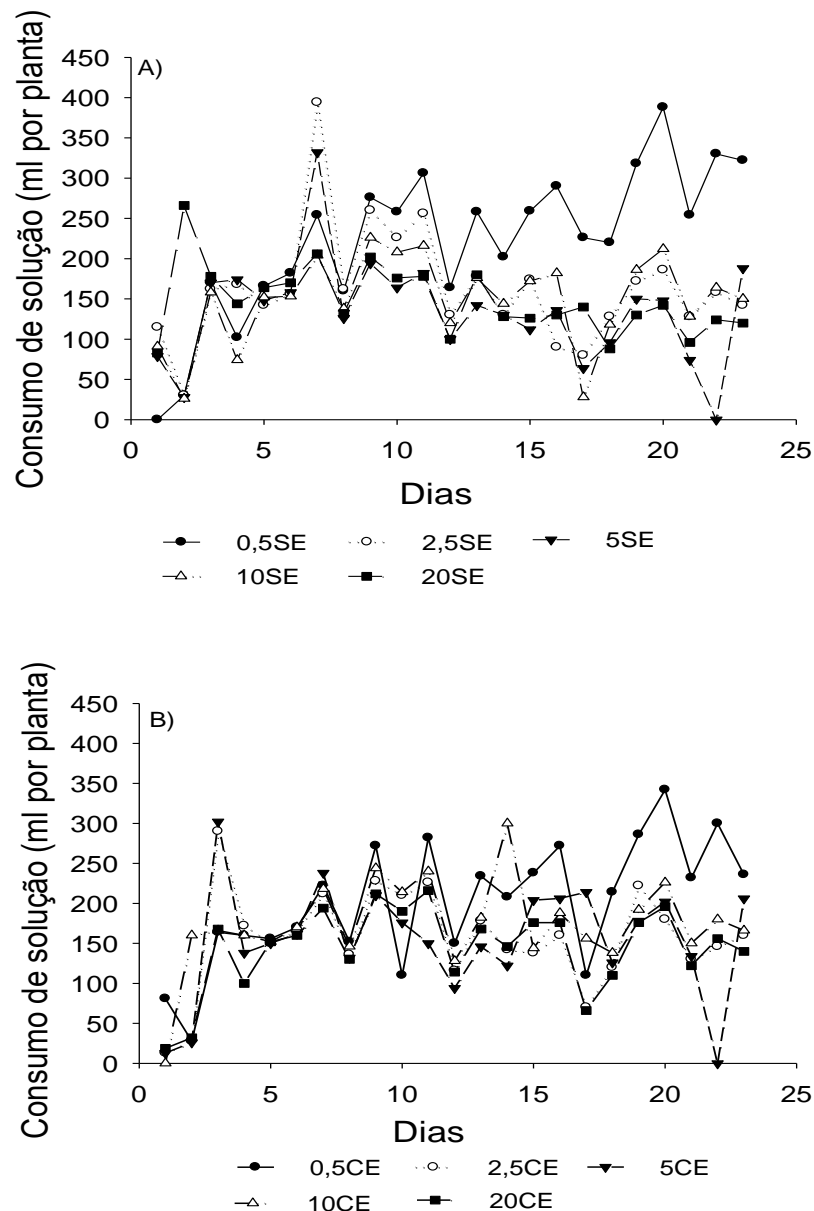 A)
Consumo de solução (ml por planta)
450
400
350
300
250
200
150
100
50
0
0 5 10 15 20 25
Dias
0,5SE 2,5SE 5SE
10SE 20SE
B)
Consumo de solução (ml por planta)
450
400
350
300
250
200
150
100
50
0
0 5 10 15 20 25
Dias
0,5CE 2,5CE 5CE
10CE 20CE